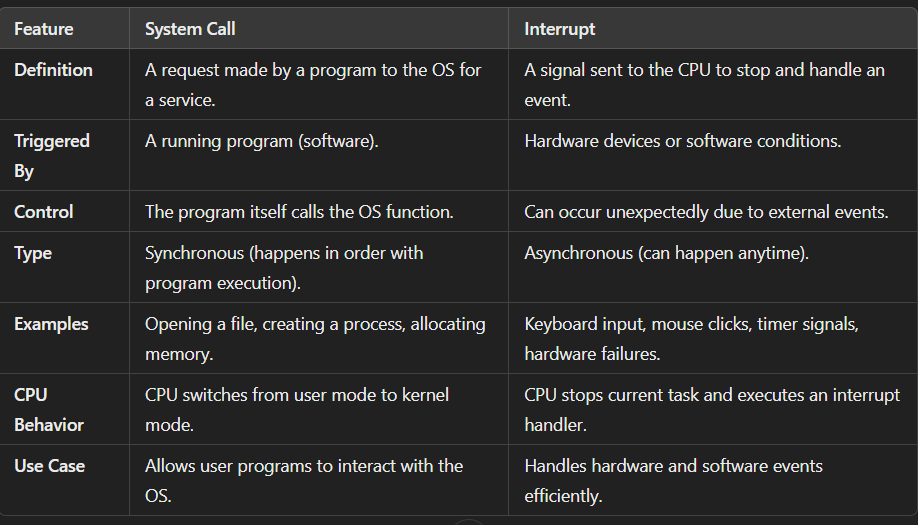 Feature System Call Interrupt
Definition A request made by a program to the OS for A signal sent to the CPU to stop and handle an
a service. event.
Triggered A running program (software). Hardware devices or software conditions.
By
Control The program itself calls the OS function. Can occur unexpectedly due to external events.
Type Synchronous (happens in order with Asynchronous (can happen anytime).
program execution).
Examples Opening a file, creating a process, allocating Keyboard input, mouse clicks, timer signals,
memory. hardware failures.
CPU CPU switches from user mode to kernel CPU stops current task and executes an interrupt
Behavior mode. handler.
Use Case Allows user programs to interact with the Handles hardware and software events
OS. efficiently.